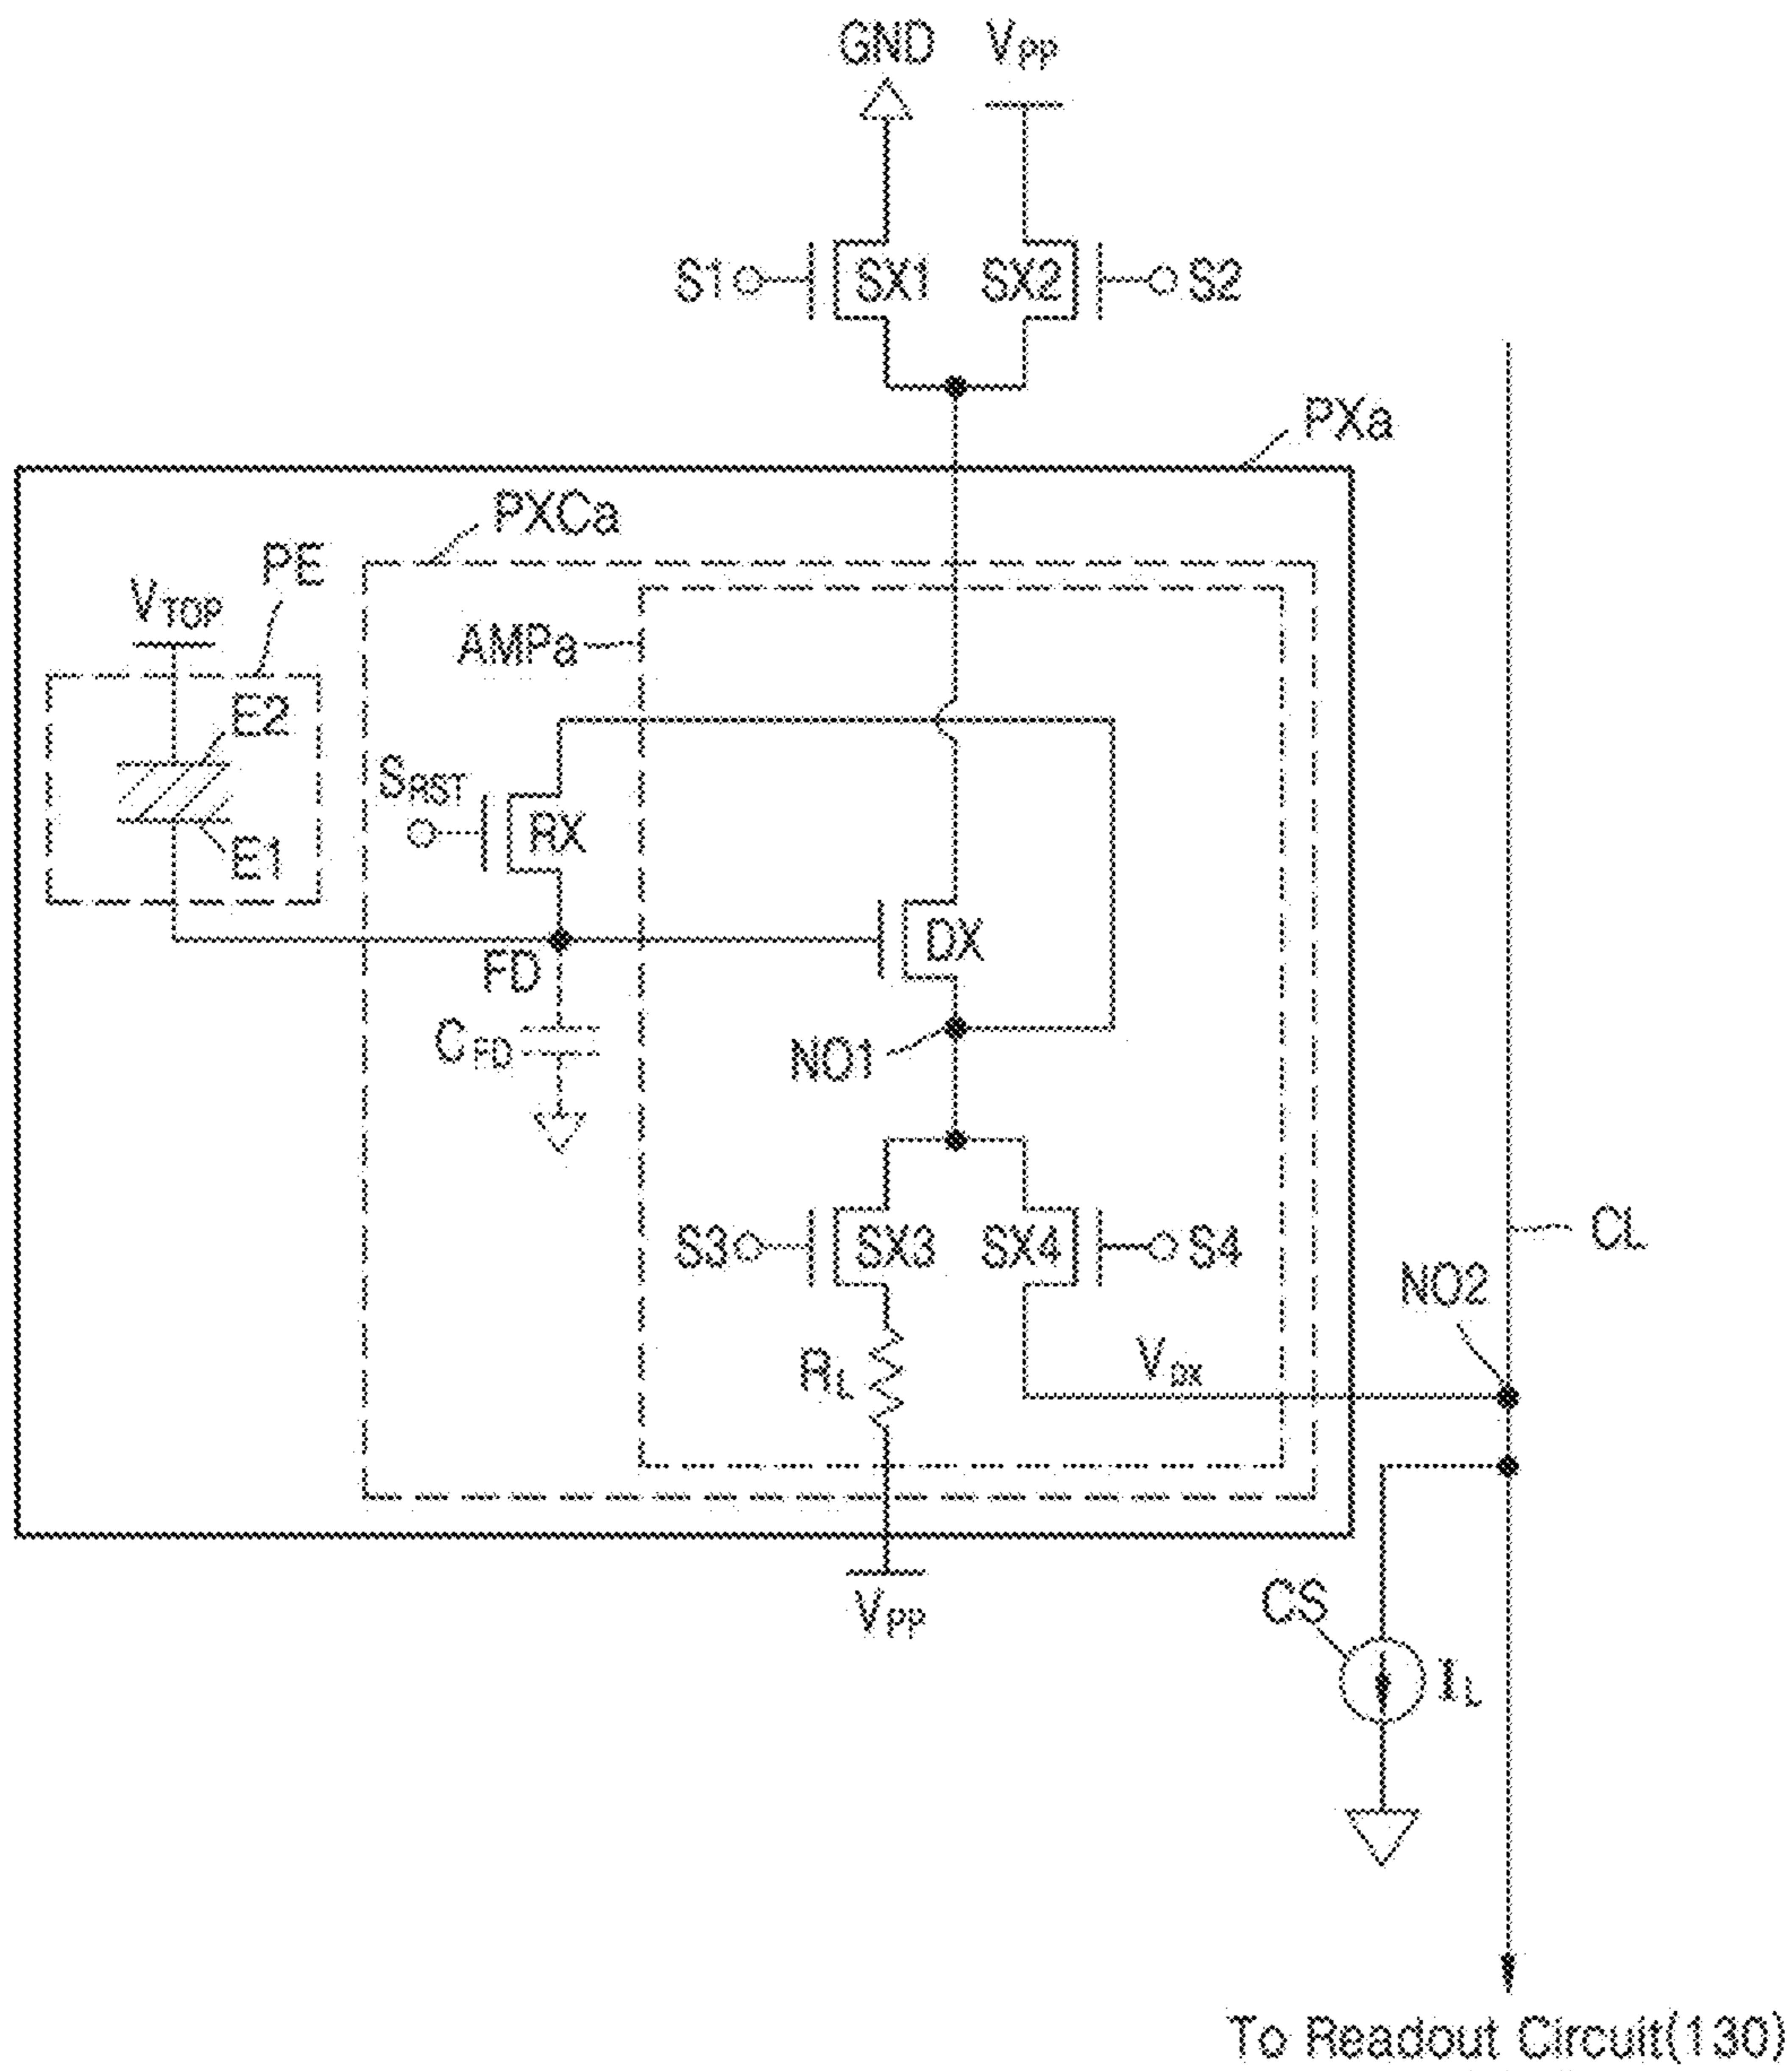 GND VPP
S1 SX1 SX2 S2
PXa
PXCa
PE
VTOP
AMPa
E2
SRST
RX
E1
DX
FD
CFD
NO1
S3 SX3 SX4 S4
CL
NO2
RL
VPIX
VPP
CS
IL
To Readout Circuit(130)